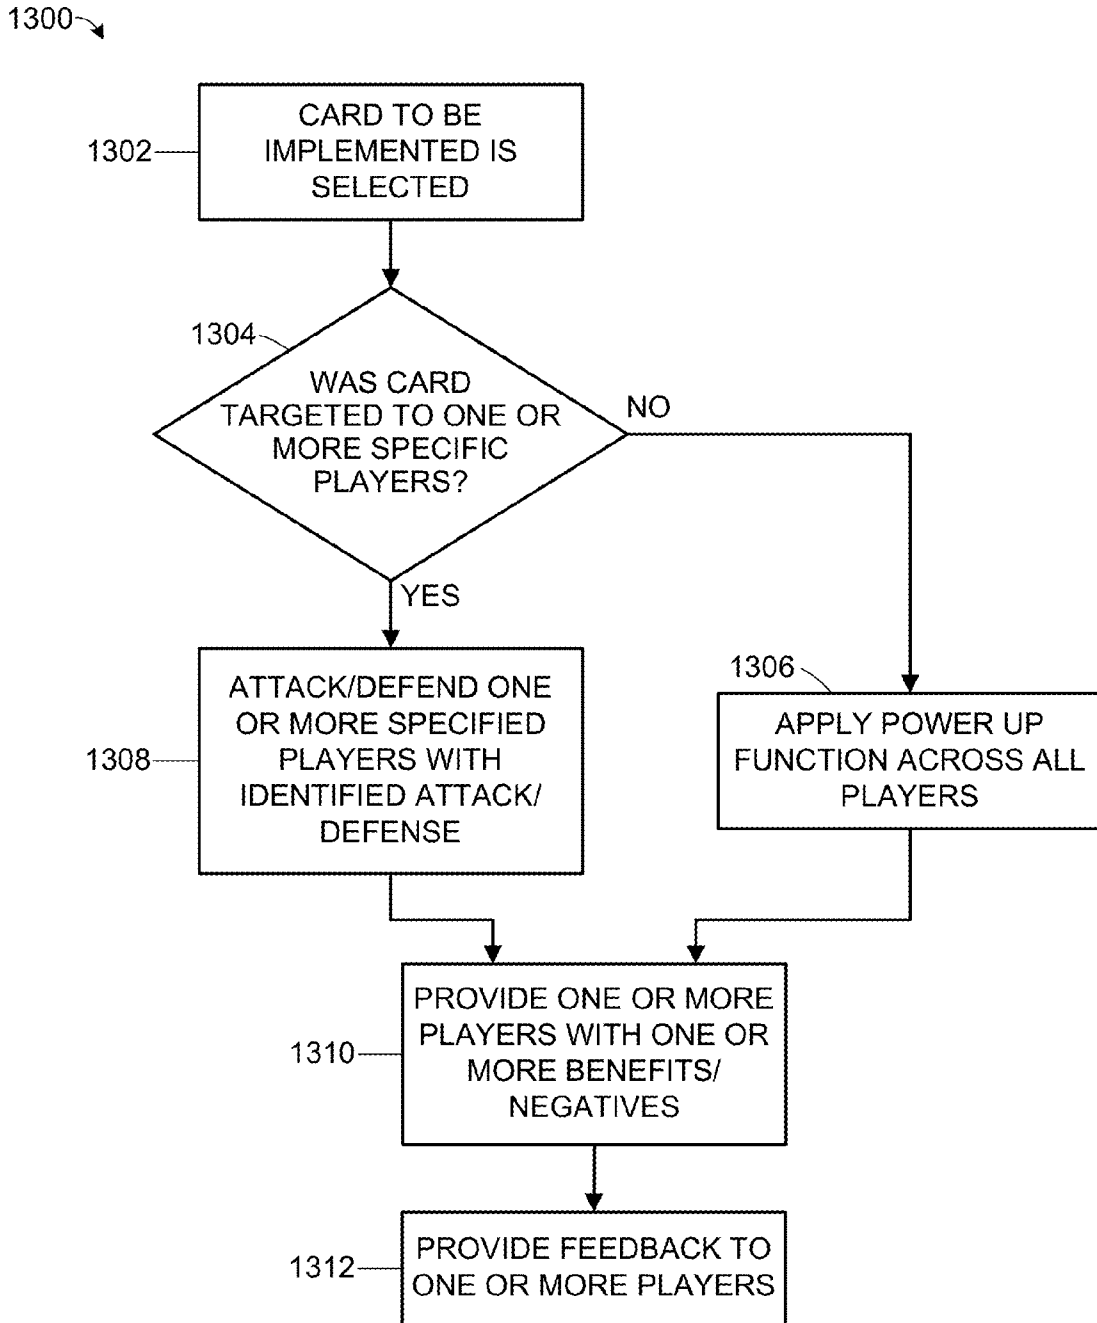 1300
CARD TO BE
IMPLEMENTED IS
SELECTED
1302
1304
WAS CARD
TARGETED TO ONE OR
MORE SPECIFIC
PLAYERS?
NO
YES
1306
ATTACK/DEFEND ONE
OR MORE SPECIFIED
PLAYERS WITH
IDENTIFIED ATTACK/
DEFENSE
1308
APPLY POWER UP
FUNCTION ACROSS ALL
PLAYERS
PROVIDE ONE OR MORE
PLAYERS WITH ONE OR
MORE BENEFITS/
NEGATIVES
1310
PROVIDE FEEDBACK TO
ONE OR MORE PLAYERS
1312